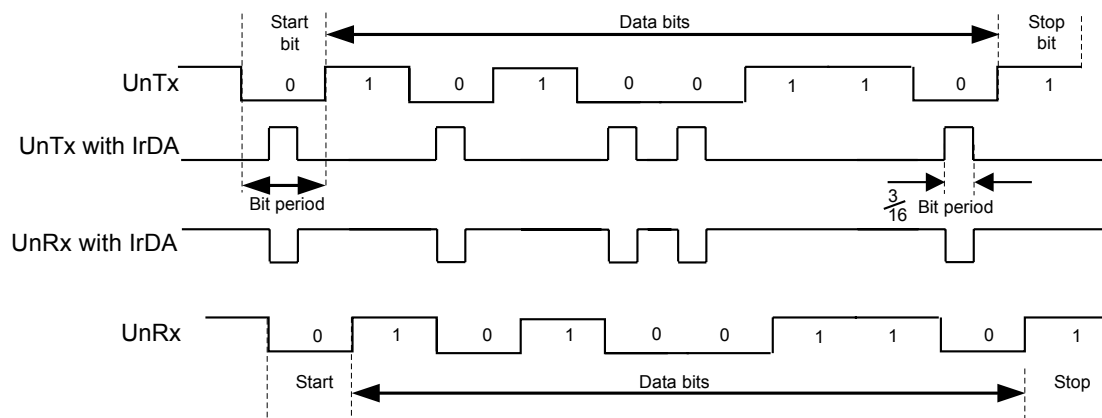 Start
bit
Data bits
Stop
bit
UnTx
0 1 0 1 0 0 1 1 0 1
UnTx with IrDA
Bit period
3/16 Bit period
UnRx with IrDA
UnRx
0 1 0 1 0 0 1 1 0 1
Start
Data bits
Stop